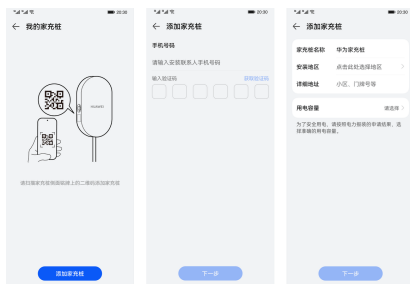 00:30
← 我的家充桩
HUAWEI
请扫描家充桩侧面铭牌上的二维码添加家充桩
添加家充桩
00:30
← 添加家充桩
手机号码
请输入安装联系人手机号码
输入验证码 获取验证码
下一步
00:30
← 添加家充桩
家充桩名称 华为家充桩
安装地区 点击此处选择地区
详细地址 小区、门牌号等
用电容量 请选择
为了安全用电，请按照电力报装的申请结果，选
择准确的用电容量。
下一步